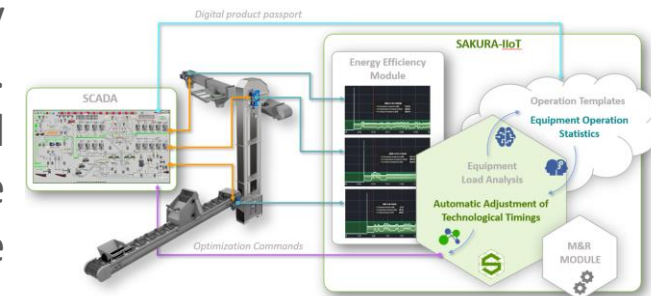 Digital product passport
SAKURA-IIoT
Energy Efficiency
Module
SCADA
Operation Templates
Equipment Operation
Statistics
Equipment
Load Analysis
Automatic Adjustment of
Technological Timings
Optimization Commands
M&R
MODULE